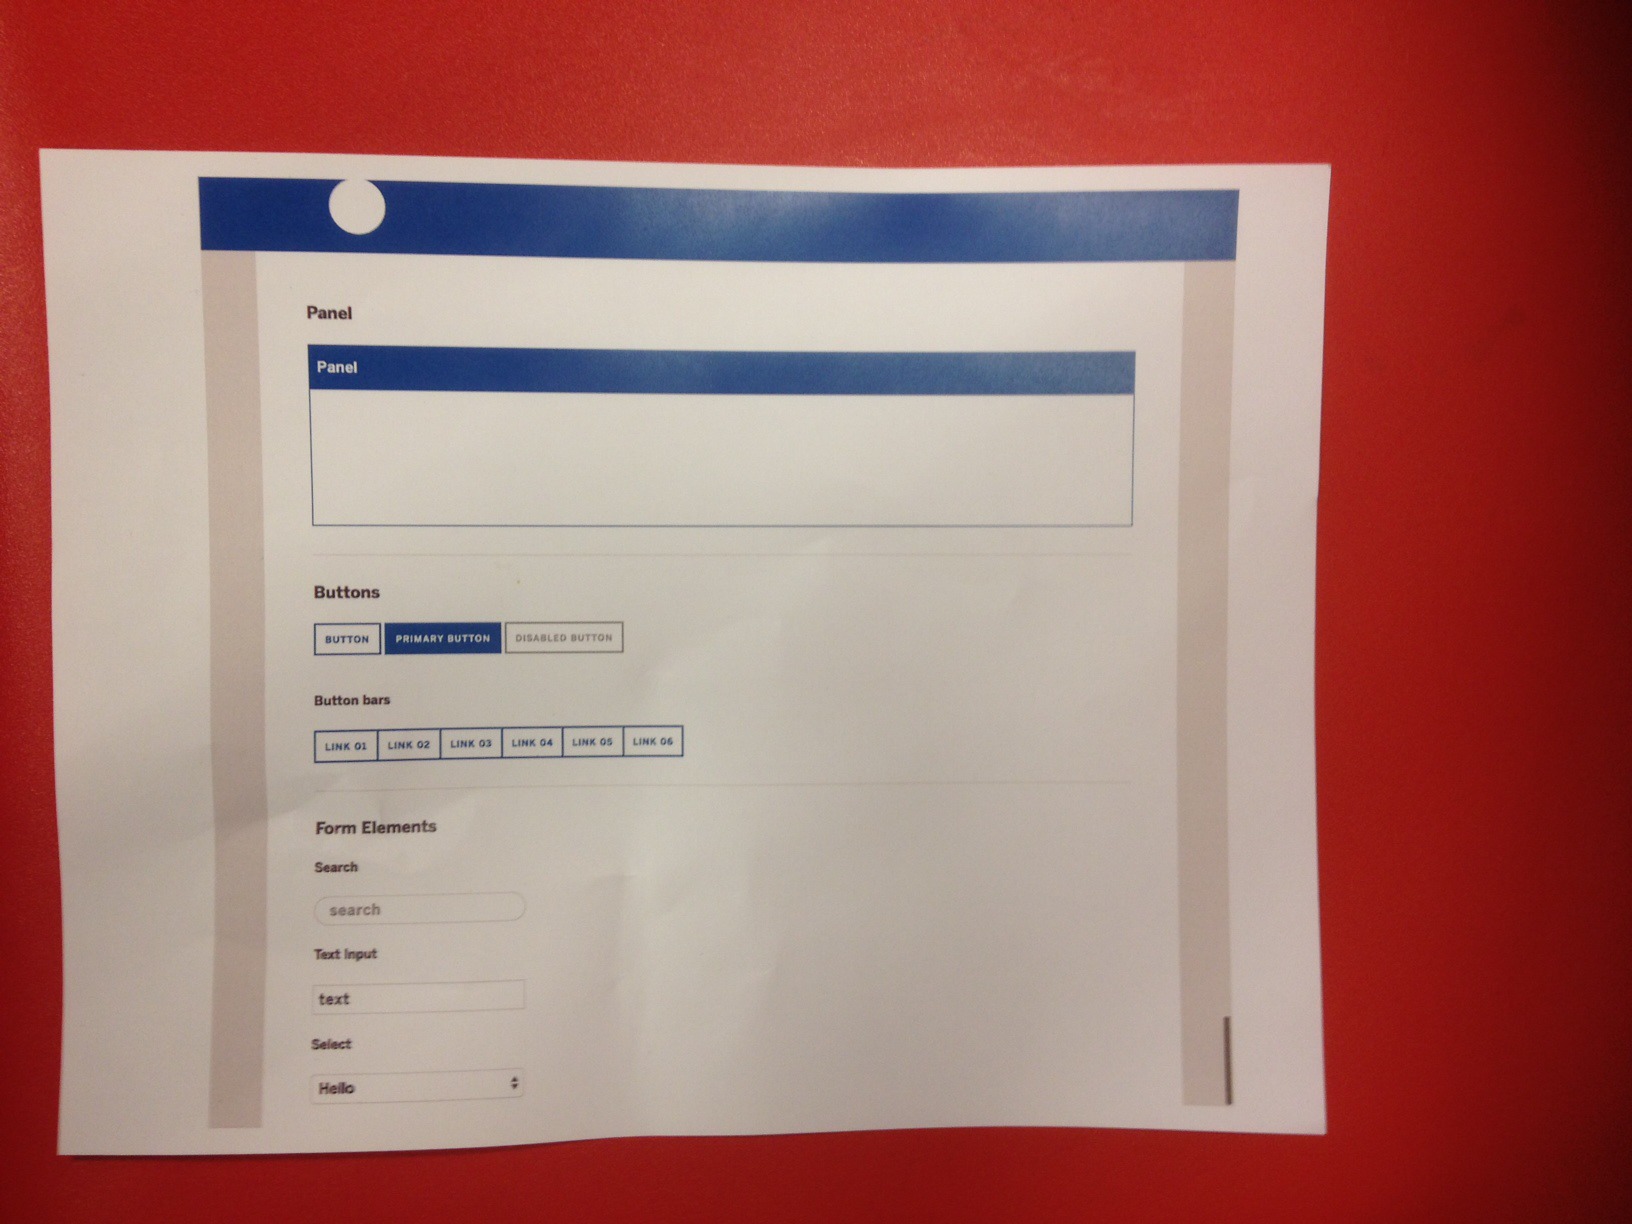 Panel
Panel
Buttons
BUTTON PRIMARY BUTTON DISABLED BUTTON
Button bars
LINK 01 LINK 02 LINK 03 LINK 04 LINK 05 LINK 06
Form Elements
Search
search
Text Input
text
Select
Hello